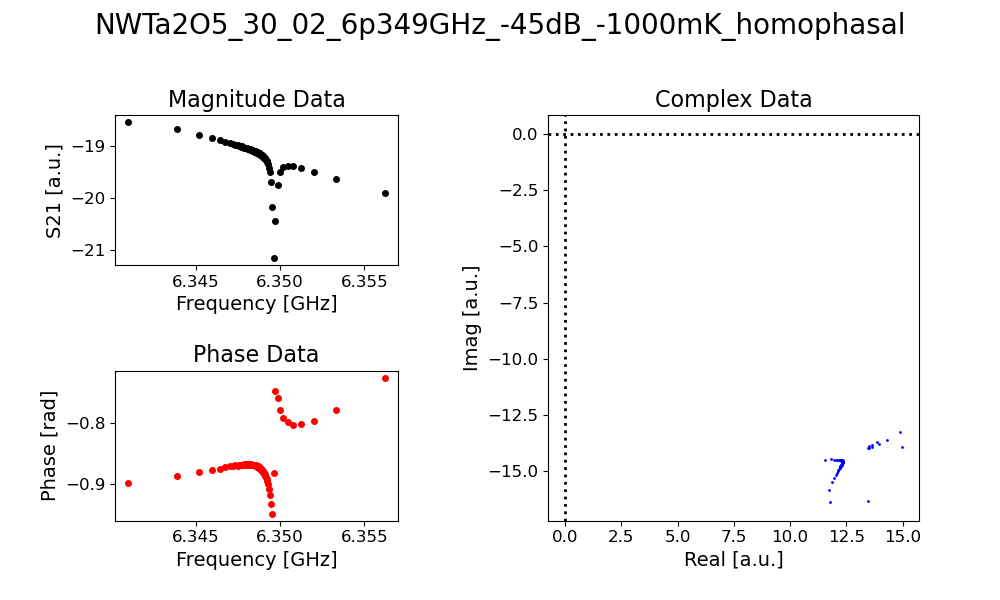 NWTa2O5_30_02_6p349GHz_-45dB_-1000mK_homophasal
Magnitude Data
S21 [a.u.]
−19
−20
−21
6.345
6.350
6.355
Frequency [GHz]
Phase Data
Phase [rad]
−0.8
−0.9
6.345
6.350
6.355
Frequency [GHz]
Complex Data
Imag [a.u.]
0.0
−2.5
−5.0
−7.5
−10.0
−12.5
−15.0
0.0
2.5
5.0
7.5
10.0
12.5
15.0
Real [a.u.]